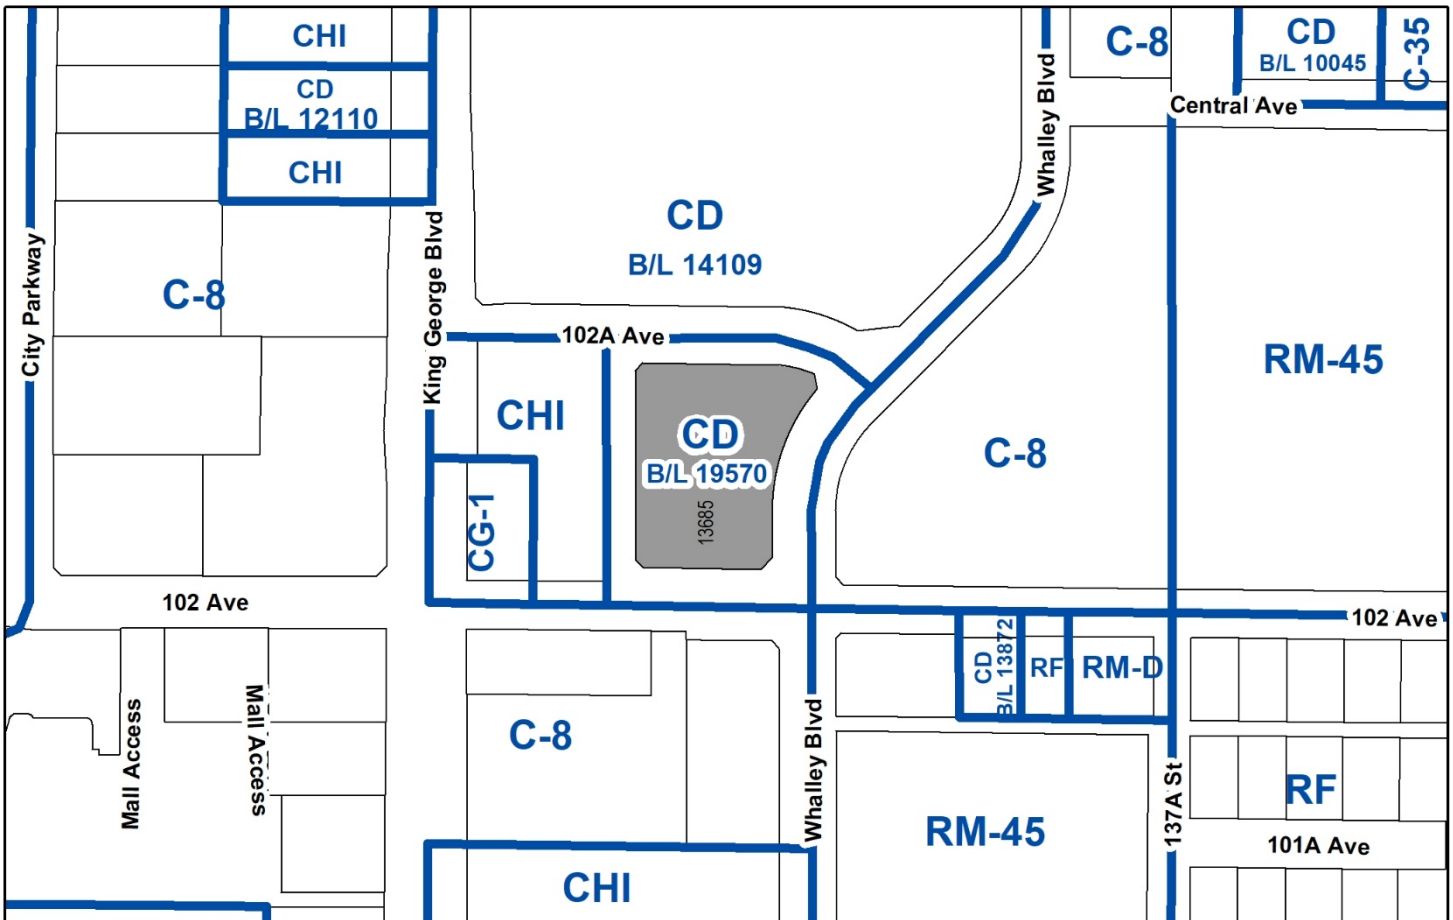 CHI
CD
B/L 12110
CHI
C-8
CD
B/L 10045
C-35
Central Ave
Whalley Blvd
City Parkway
King George Blvd
CD
B/L 14109
C-8
102A Ave
CHI
CD
B/L 19570
13685
CG-1
C-8
RM-45
102 Ave
102 Ave
CD
B/L 13872
RF
RM-D
Mall Access
Mall Access
C-8
Whalley Blvd
RM-45
137A St
RF
101A Ave
CHI